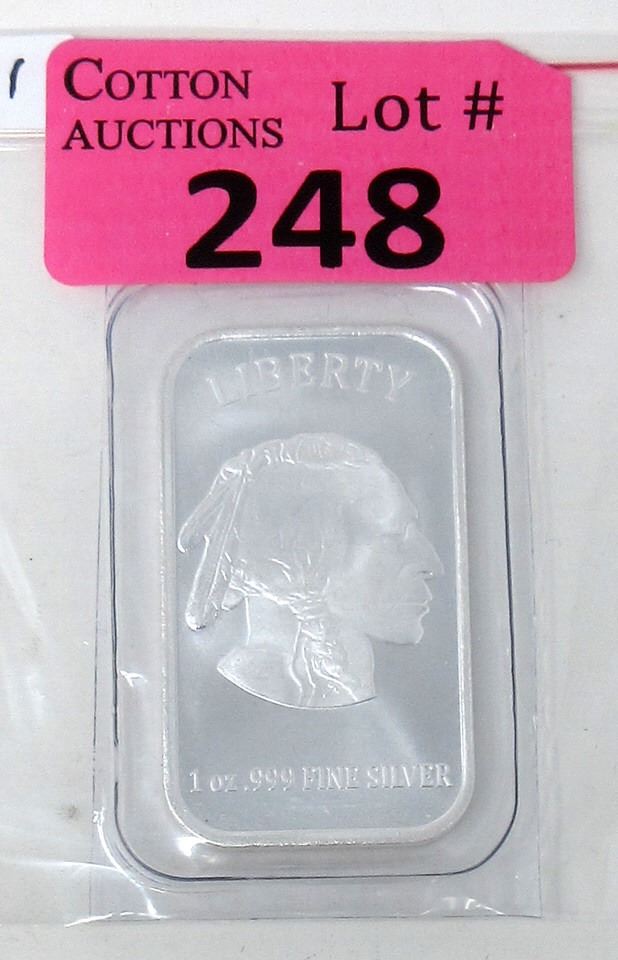 COTTON
AUCTIONS
Lot #
248
LIBERTY
1 oz .999 FINE SILVER